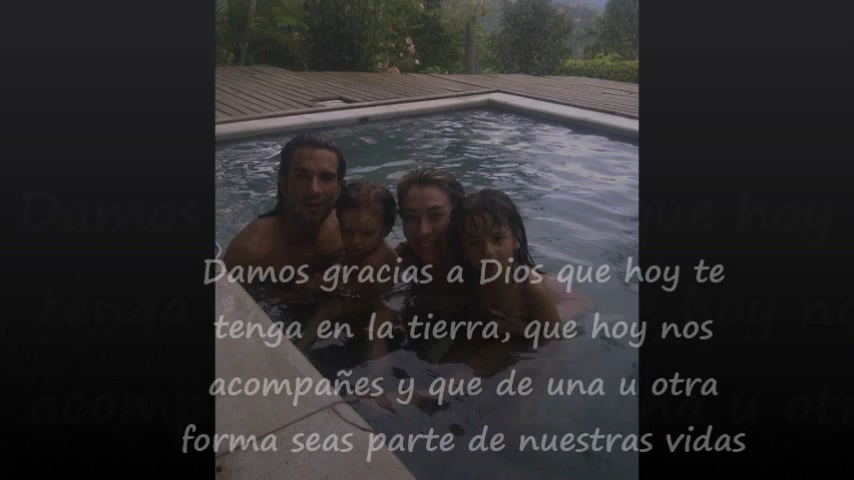 Damos gracias a Dios que hoy te
tenga en la tierra, que hoy nos
acompañes y que de una u otra
forma seas parte de nuestras vidas